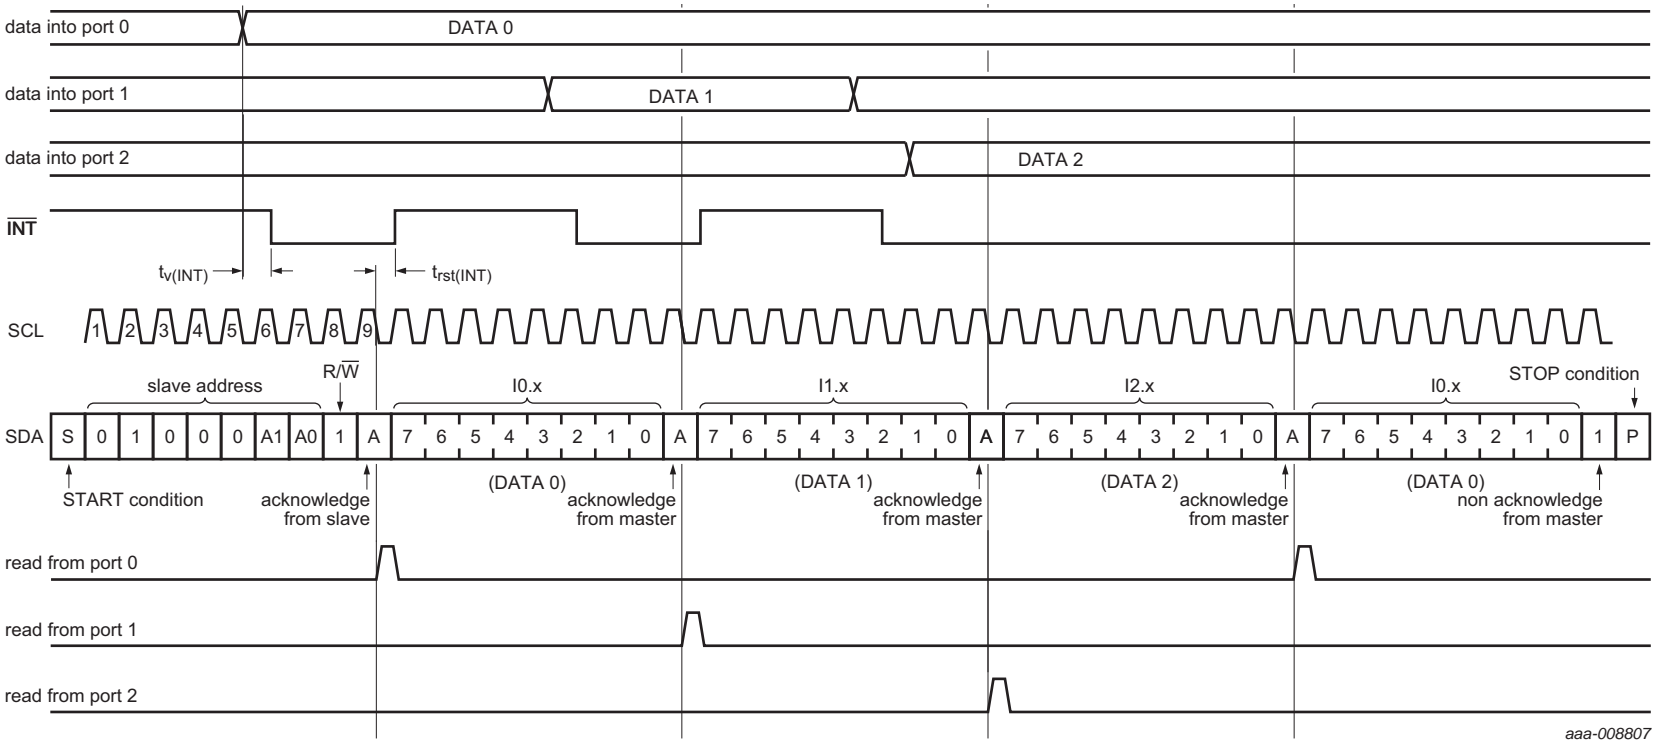 data into port 0
DATA 0
data into port 1
DATA 1
data into port 2
DATA 2
INT
tv(INT)
trst(INT)
SCL
1 2 3 4 5 6 7 8 9
R/W
STOP condition
slave address
I0.x
I1.x
I2.x
I0.x
SDA S 0 1 0 0 0 A1 A0 1 A 7 6 5 4 3 2 1 0 A 7 6 5 4 3 2 1 0 A 7 6 5 4 3 2 1 0 A 7 6 5 4 3 2 1 0 1 P
(DATA 0)
(DATA 1)
(DATA 2)
(DATA 0)
START condition
acknowledge
from slave
acknowledge
from master
acknowledge
from master
acknowledge
from master
non acknowledge
from master
read from port 0
read from port 1
read from port 2
aaa-008807